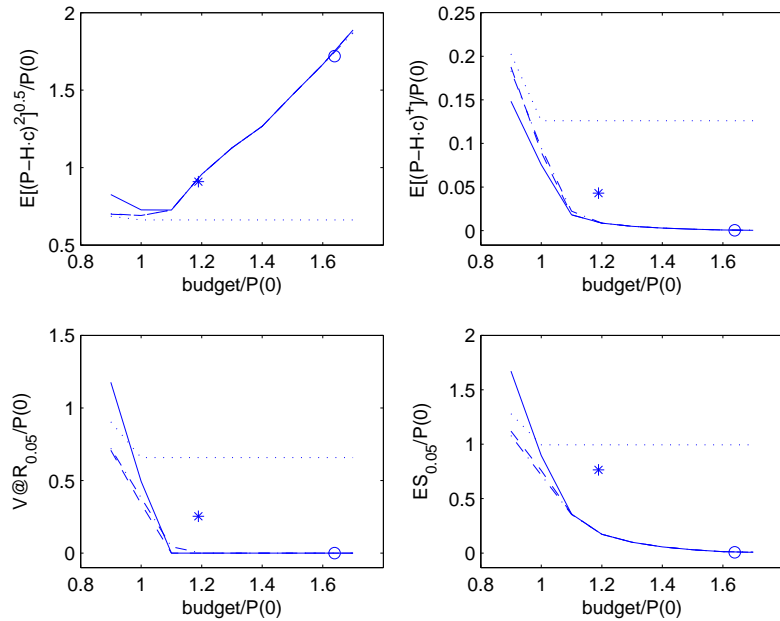 E[(P−H·c)²]^0.5/P(0)
2
1.5
1
0.5
0.8 1 1.2 1.4 1.6
budget/P(0)
E[(P−H·c)⁺]/P(0)
0.25
0.2
0.15
0.1
0.05
0
0.8 1 1.2 1.4 1.6
budget/P(0)
V@R_0.05/P(0)
1.5
1
0.5
0
0.8 1 1.2 1.4 1.6
budget/P(0)
ES_0.05/P(0)
2
1.5
1
0.5
0
0.8 1 1.2 1.4 1.6
budget/P(0)